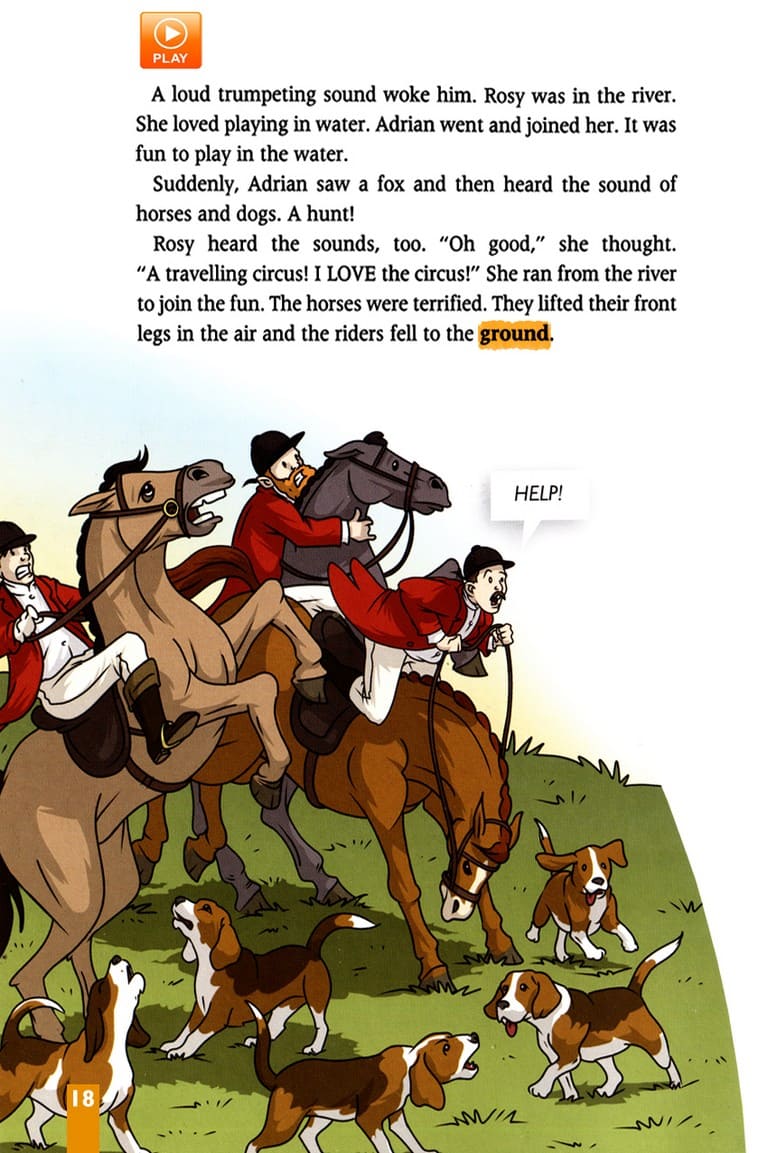 PLAY
A loud trumpeting sound woke him. Rosy was in the river.
She loved playing in water. Adrian went and joined her. It was
fun to play in the water.
Suddenly, Adrian saw a fox and then heard the sound of
horses and dogs. A hunt!
Rosy heard the sounds, too. “Oh good,” she thought.
“A travelling circus! I LOVE the circus!” She ran from the river
to join the fun. The horses were terrified. They lifted their front
legs in the air and the riders fell to the ground.
HELP!
18